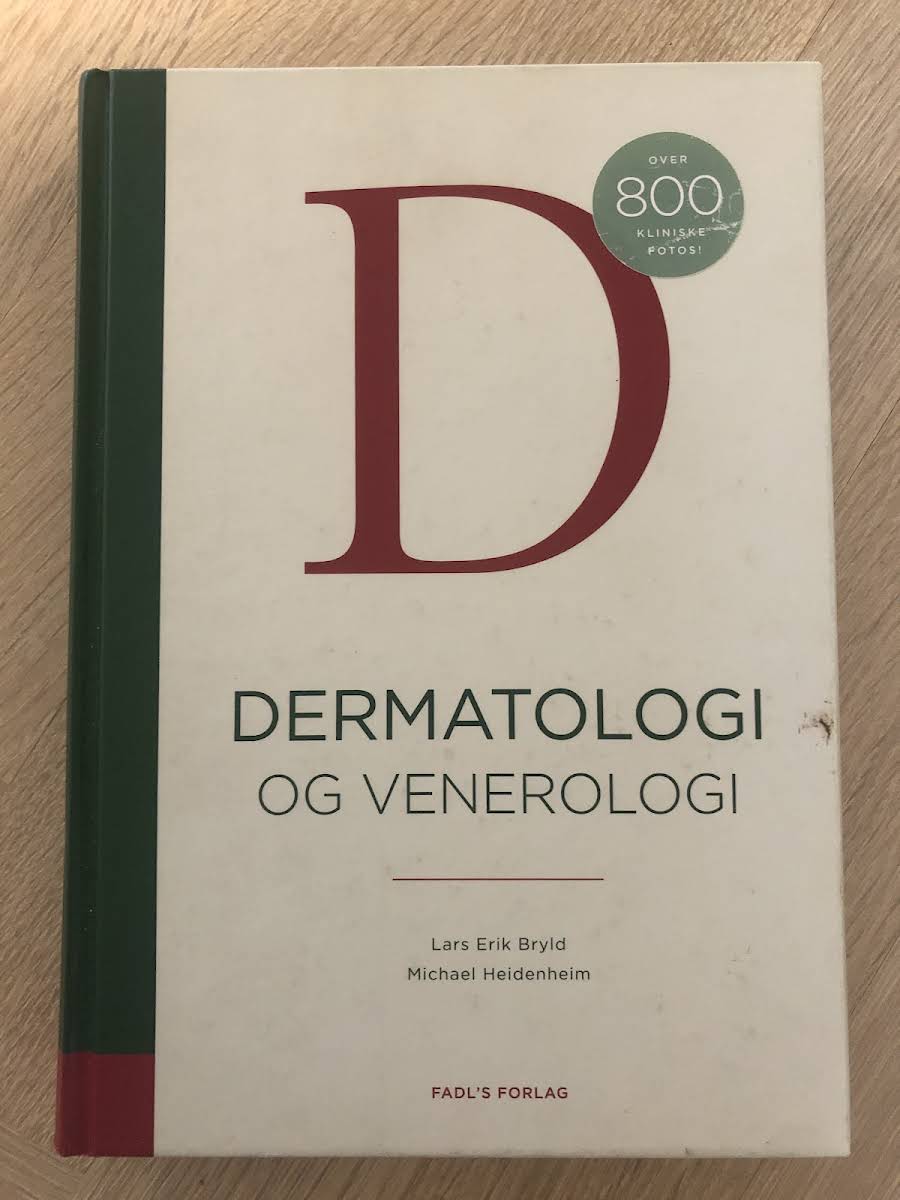 OVER
800
KLINISKE
FOTOS!
D
DERMATOLOGI
OG VENEROLOGI
Lars Erik Bryld
Michael Heidenheim
FADL'S FORLAG